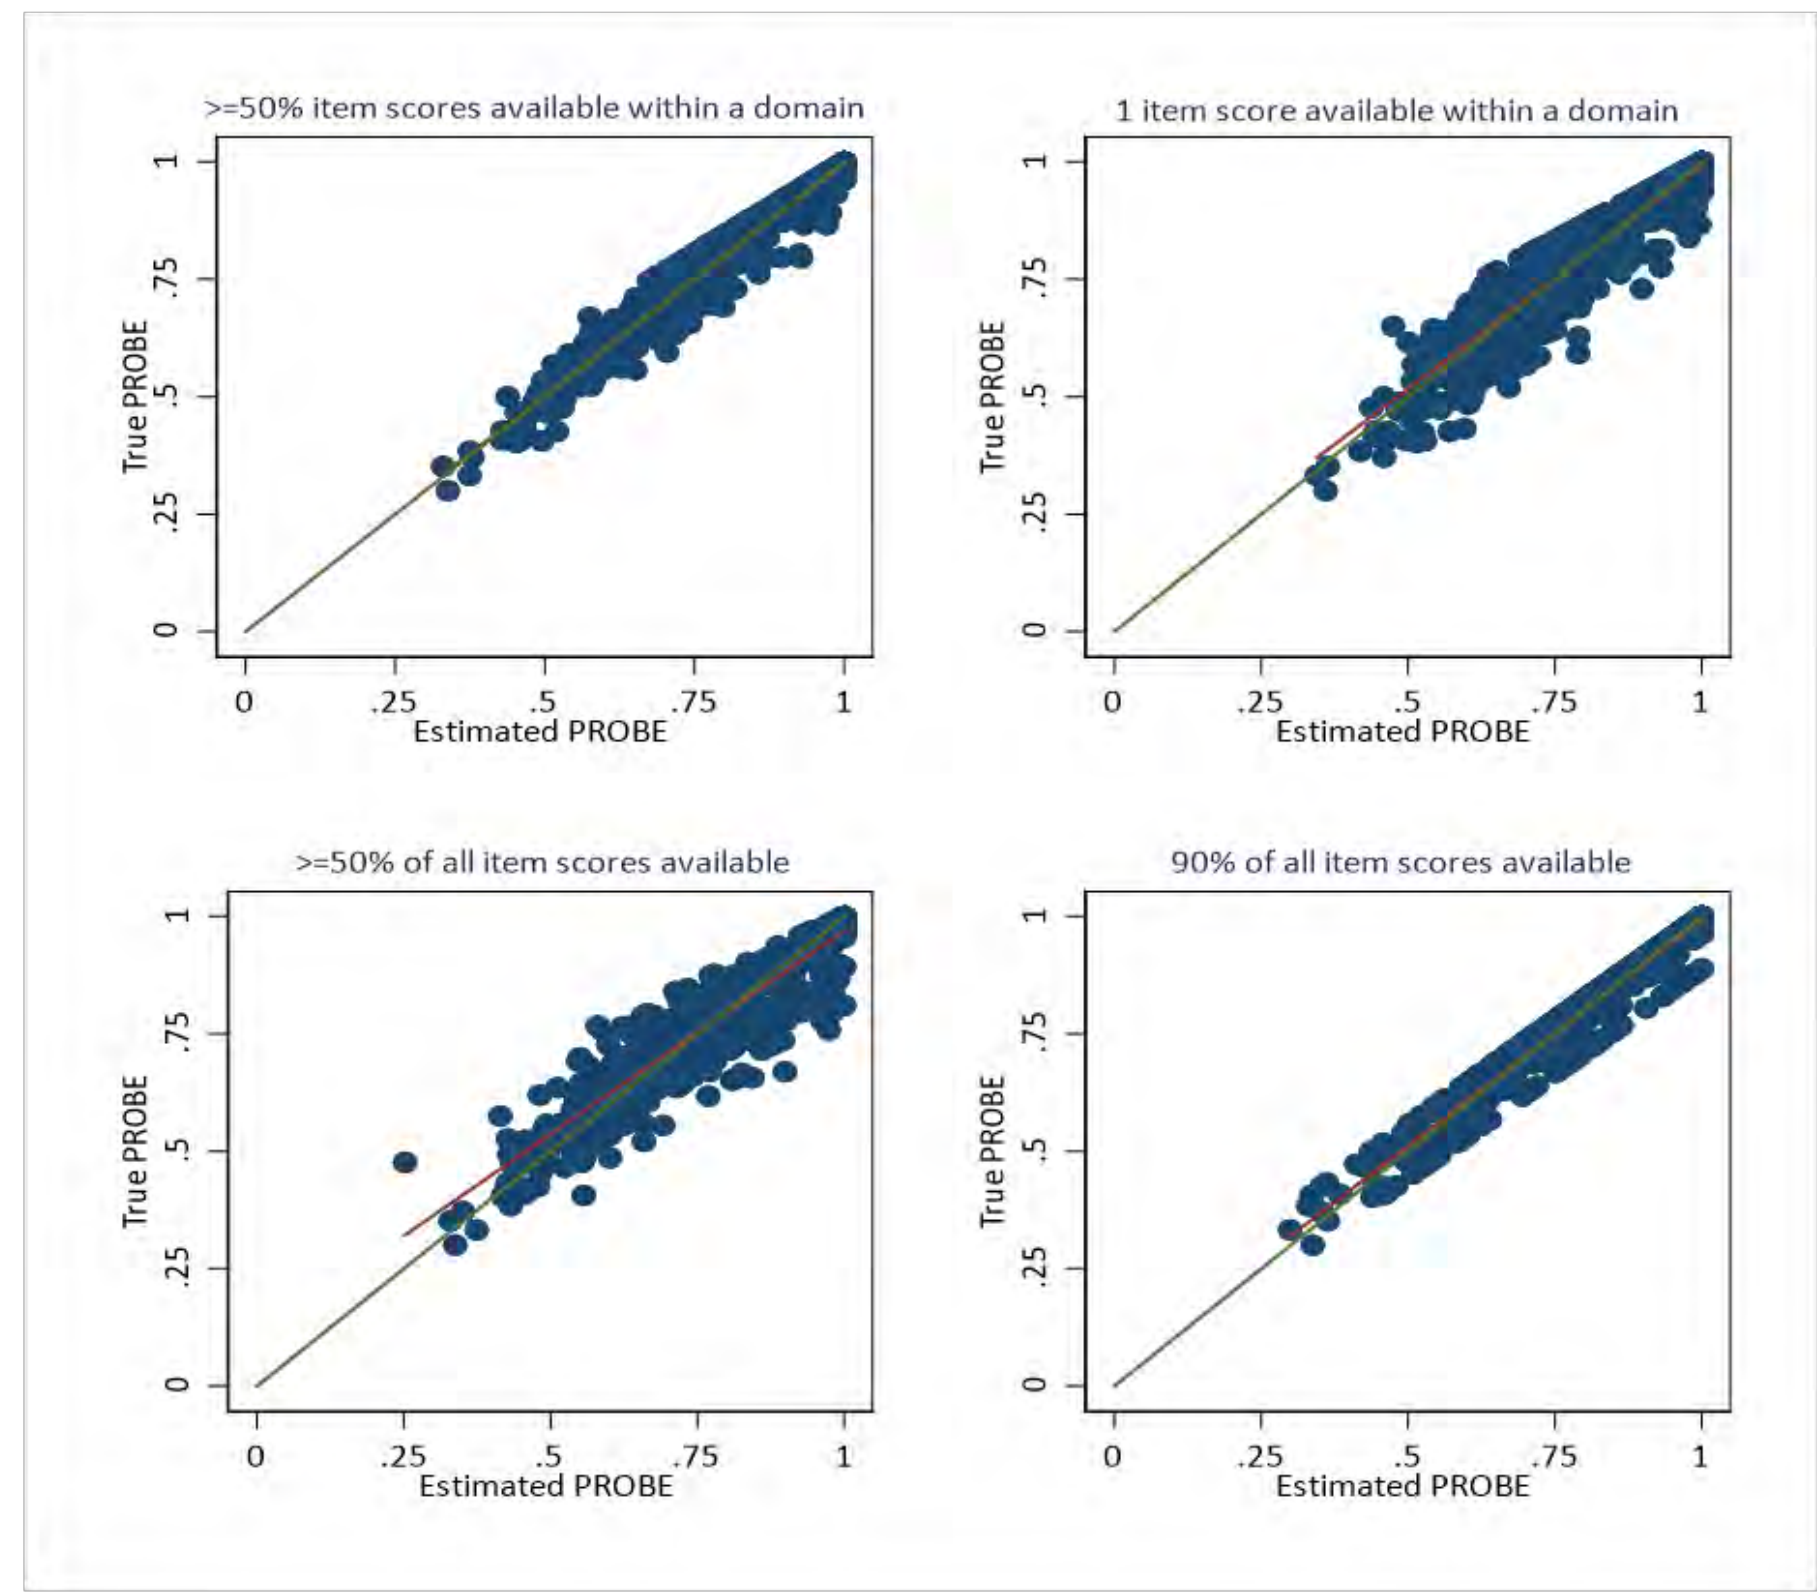 >=50% item scores available within a domain
1
.75
.5
.25
0
True PROBE
0 .25 .5 .75 1
Estimated PROBE
1 item score available within a domain
1
.75
.5
.25
0
True PROBE
0 .25 .5 .75 1
Estimated PROBE
>=50% of all item scores available
1
.75
.5
.25
0
True PROBE
0 .25 .5 .75 1
Estimated PROBE
90% of all item scores available
1
.75
.5
.25
0
True PROBE
0 .25 .5 .75 1
Estimated PROBE